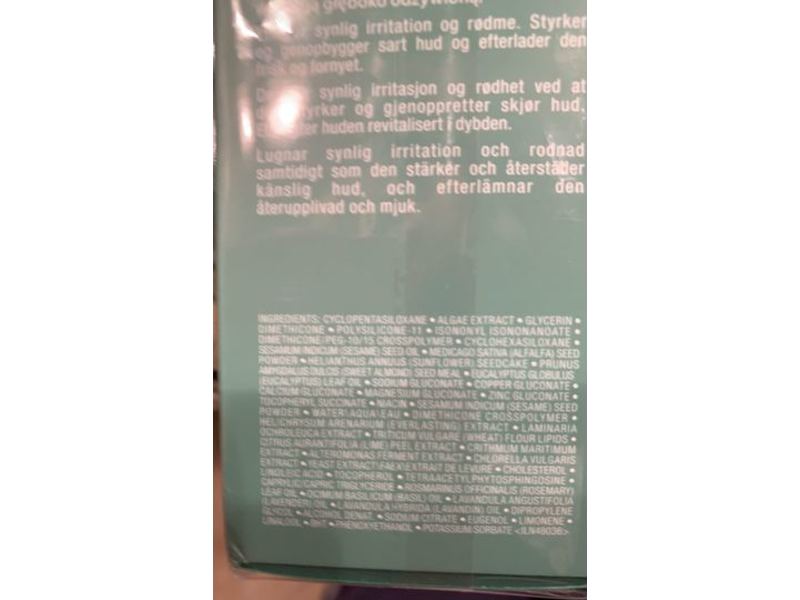 głęboko odżywioną.
synlig irritation og rødme. Styrker
og genopbygger sart hud og efterlader den
frisk og fornyet.
synlig irritasjon og rødhet ved at
styrker og gjenoppretter skjør hud.
huden revitalisert i dybden.
Lugnar synlig irritation och rodnad
samtidigt som den stärker och återställer
känslig hud, och efterlämnar den
återupplivad och mjuk.
INGREDIENTS: CYCLOPENTASILOXANE • ALGAE EXTRACT • GLYCERIN •
DIMETHICONE • POLYSILICONE-11 • ISONONYL ISONONANOATE •
DIMETHICONE/PEG-10/15 CROSSPOLYMER • CYCLOHEXASILOXANE •
SESAMUM INDICUM (SESAME) SEED OIL • MEDICAGO SATIVA (ALFALFA) SEED
POWDER • HELIANTHUS ANNUUS (SUNFLOWER) SEEDCAKE • PRUNUS
AMYGDALUS DULCIS (SWEET ALMOND) SEED MEAL • EUCALYPTUS GLOBULUS
(EUCALYPTUS) LEAF OIL • SODIUM GLUCONATE • COPPER GLUCONATE •
CALCIUM GLUCONATE • MAGNESIUM GLUCONATE • ZINC GLUCONATE •
TOCOPHERYL SUCCINATE • NIACIN • SESAMUM INDICUM (SESAME) SEED
POWDER • WATER\AQUA\EAU • DIMETHICONE CROSSPOLYMER •
HELICHRYSUM ARENARIUM (EVERLASTING) EXTRACT • LAMINARIA
OCHROLEUCA EXTRACT • TRITICUM VULGARE (WHEAT) FLOUR LIPIDS •
CITRUS AURANTIFOLIA (LIME) PEEL EXTRACT • CRITHMUM MARITIMUM
EXTRACT • ALTEROMONAS FERMENT EXTRACT • CHLORELLA VULGARIS
EXTRACT • YEAST EXTRACT\FAEX\EXTRAIT DE LEVURE • CHOLESTEROL •
LINOLEIC ACID • TOCOPHEROL • TETRAACETYLPHYTOSPHINGOSINE •
CAPRYLIC/CAPRIC TRIGLYCERIDE • ROSMARINUS OFFICINALIS (ROSEMARY)
LEAF OIL • OCIMUM BASILICUM (BASIL) OIL • LAVANDULA ANGUSTIFOLIA
(LAVENDER) OIL • LAVANDULA HYBRIDA (LAVANDIN) OIL • DIPROPYLENE
GLYCOL • ALCOHOL DENAT. • SODIUM CITRATE • EUGENOL • LIMONENE •
LINALOOL • BHT • PHENOXYETHANOL • POTASSIUM SORBATE <ILN48036>